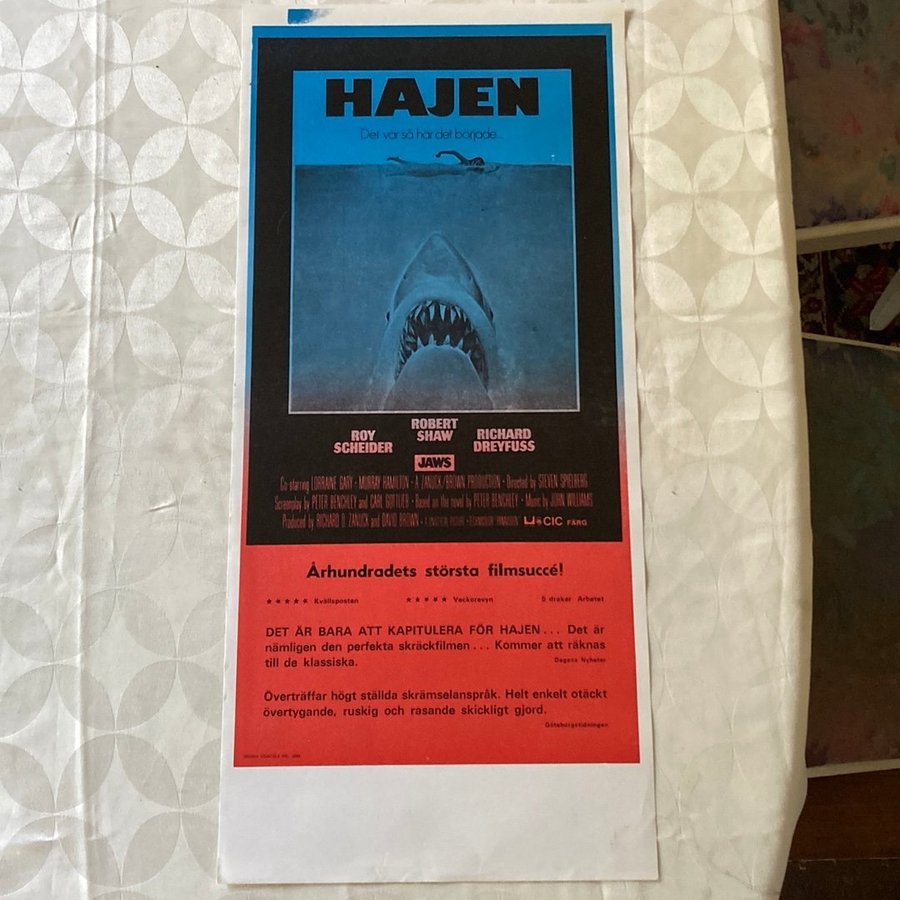 HAJEN
Det var så här det började...
ROBERT
SHAW
ROY
SCHEIDER
RICHARD
DREYFUSS
JAWS
Co-starring LORRAINE GARY · MURRAY HAMILTON · A ZANUCK/BROWN PRODUCTION · Directed by STEVEN SPIELBERG
Screenplay by PETER BENCHLEY and CARL GOTTLIEB · Based on the novel by PETER BENCHLEY · Music by JOHN WILLIAMS
Produced by RICHARD D. ZANUCK and DAVID BROWN · A UNIVERSAL PICTURE · TECHNICOLOR PANAVISION CIC FÄRG
Århundradets största filmsuccé!
★★★★★ Kvällsposten ★★★★★ Veckorevyn 5 drakar Arbetet
DET ÄR BARA ATT KAPITULERA FÖR HAJEN... Det är
nämligen den perfekta skräckfilmen... Kommer att räknas
till de klassiska. Dagens Nyheter
Överträffar högt ställda skrämselanspråk. Helt enkelt otäckt
övertygande, ruskig och rasande skickligt gjord.
Göteborgstidningen